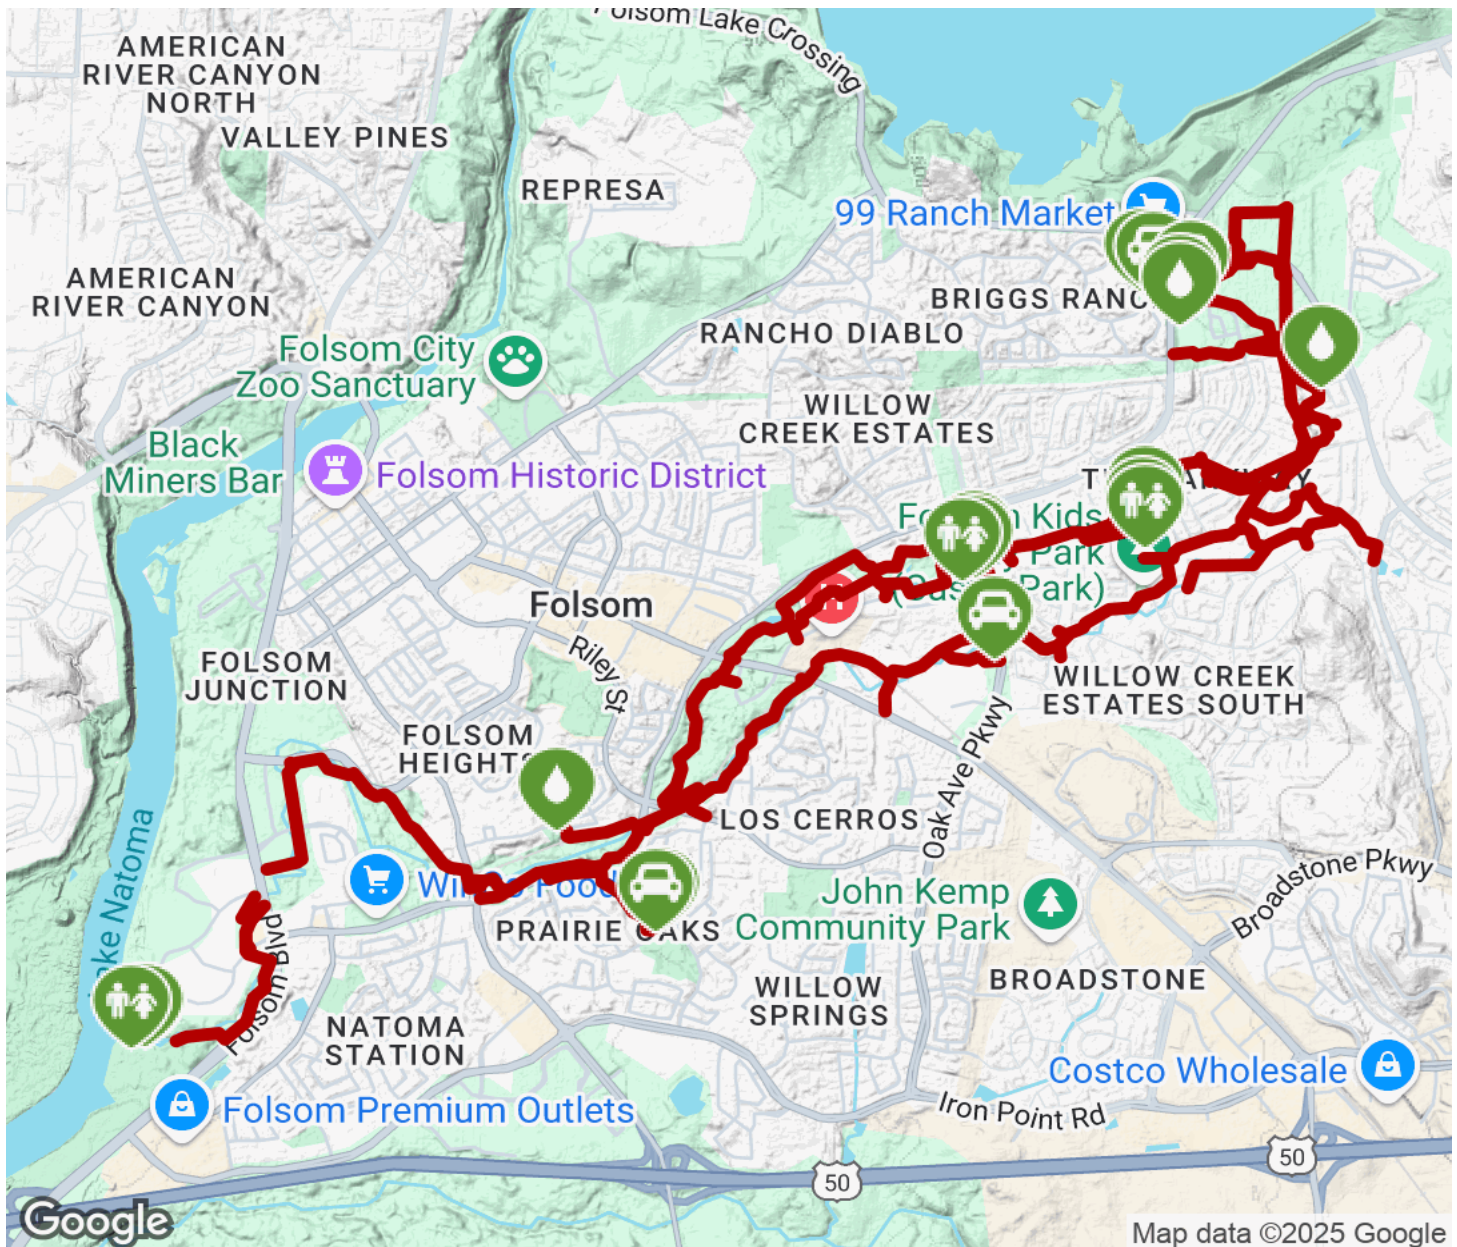 Folsom Lake Crossing
AMERICAN
RIVER CANYON
NORTH
VALLEY PINES
REPRESA
99 Ranch Market
AMERICAN
RIVER CANYON
BRIGGS RANC
RANCHO DIABLO
Folsom City
Zoo Sanctuary
WILLOW
CREEK ESTATES
Black
Miners Bar
Folsom Historic District
Folsom
Riley St
FOLSOM
JUNCTION
WILLOW CREEK
ESTATES SOUTH
FOLSOM
HEIGHTS
Oak Ave Pkwy
LOS CERROS
Lake Natoma
Broadstone Pkwy
John Kemp
Community Park
PRAIRIE OAKS
Folsom Blvd
BROADSTONE
WILLOW
SPRINGS
NATOMA
STATION
Costco Wholesale
Folsom Premium Outlets
Iron Point Rd
50
50
Google
Map data ©2025 Google